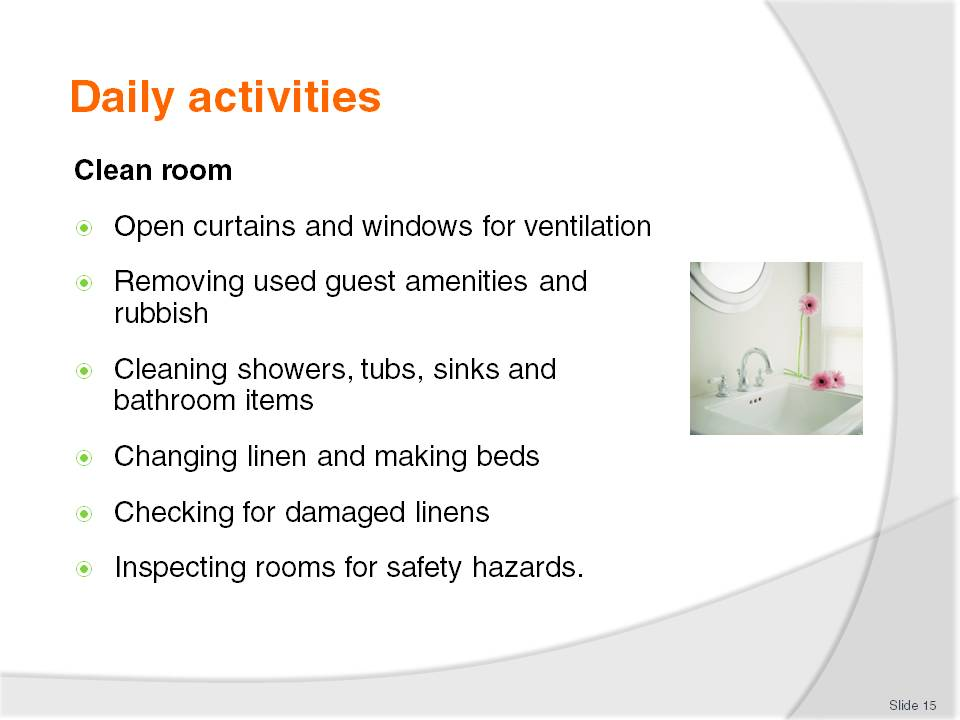 Daily activities
Clean room
Open curtains and windows for ventilation
Removing used guest amenities and
rubbish
Cleaning showers, tubs, sinks and
bathroom items
Changing linen and making beds
Checking for damaged linens
Inspecting rooms for safety hazards.
Slide 15